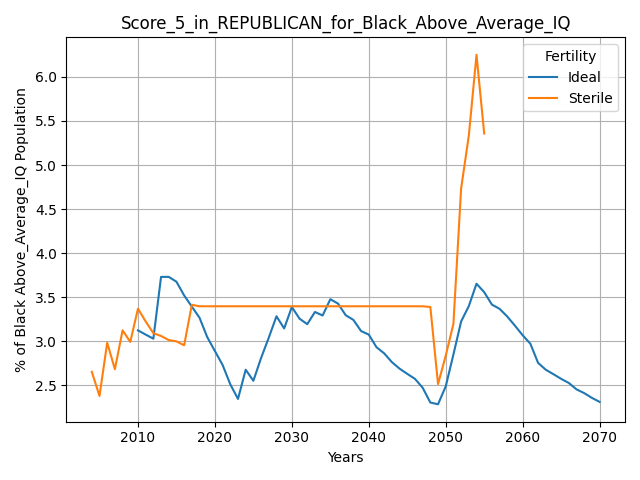 Score_5_in_REPUBLICAN_for_Black_Above_Average_IQ
Fertility
Ideal
Sterile
% of Black Above_Average_IQ Population
6.0
5.5
5.0
4.5
4.0
3.5
3.0
2.5
2010 2020 2030 2040 2050 2060 2070
Years